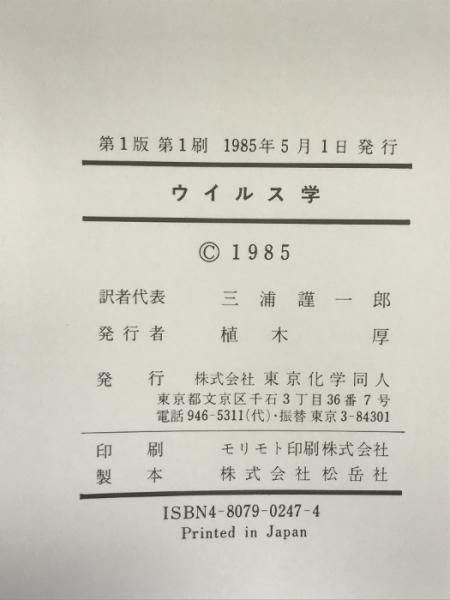 第1版 第1刷 1985年5月1日 発行
ウイルス学
© 1985
訳者代表 三浦謹一郎
発行者 植木厚
発行 株式会社 東京化学同人
東京都文京区千石3丁目36番7号
電話 946-5311(代)・振替 東京3-84301
印刷 モリモト印刷株式会社
製本 株式会社松岳社
ISBN4-8079-0247-4
Printed in Japan